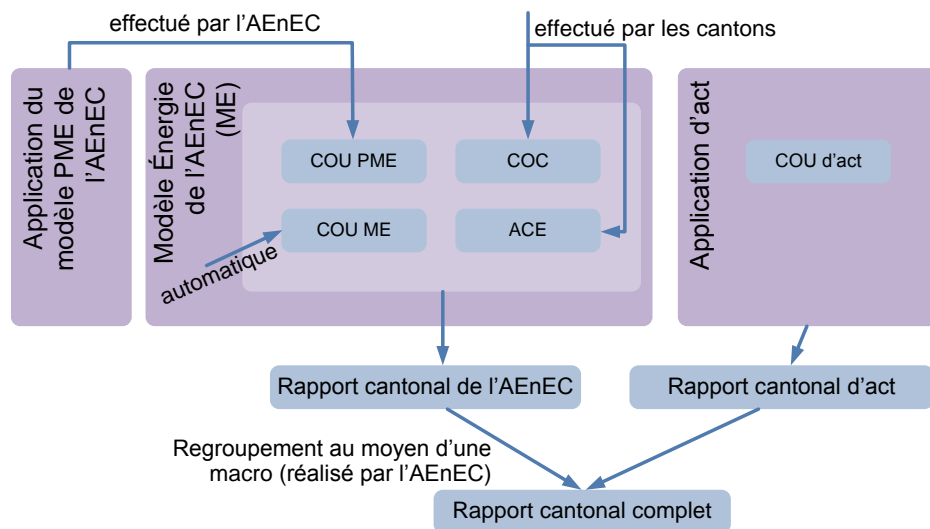 effectué par l’AEnEC
effectué par les cantons
Application du
modèle PME de
l’AEnEC
Modèle Énergie
de l’AEnEC
(ME)
COU PME
COC
COU ME
ACE
automatique
Application d’act
COU d’act
Rapport cantonal de l’AEnEC
Rapport cantonal d’act
Regroupement au moyen d’une
macro (réalisé par l’AEnEC)
Rapport cantonal complet